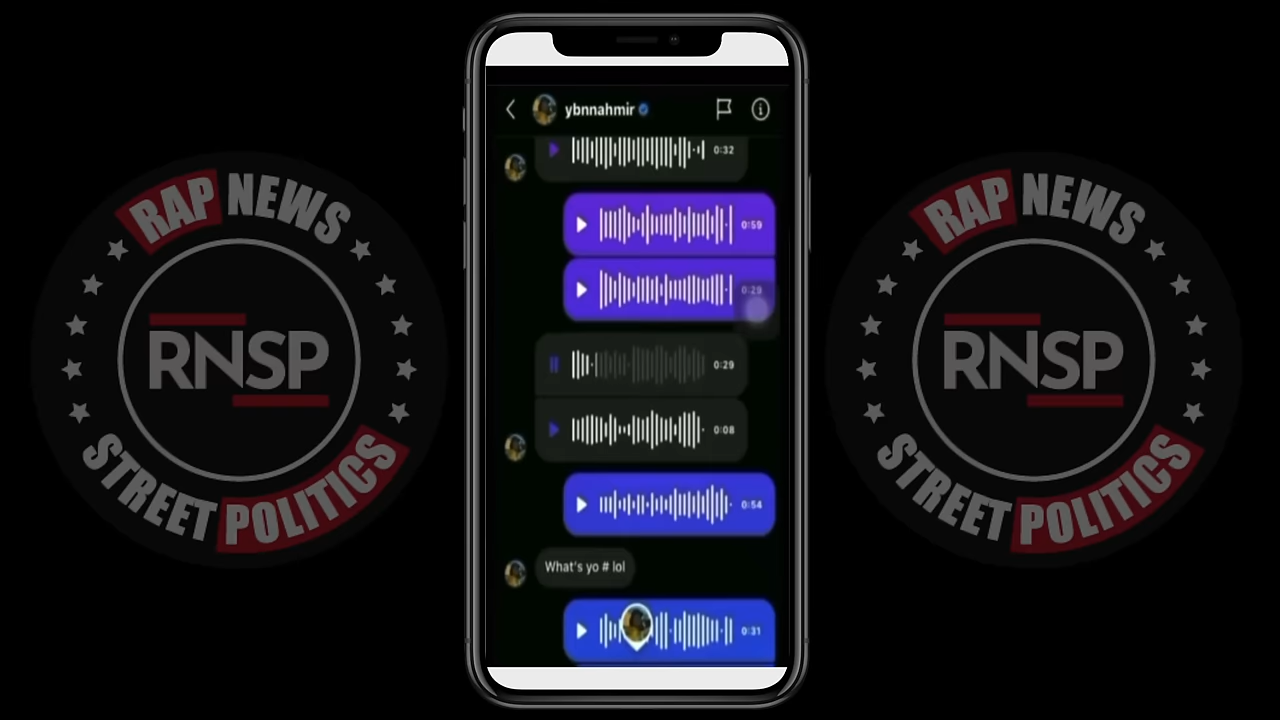 RAP NEWS
RNSP
STREET POLITICS
ybnnahmir
0:32
0:59
0:29
0:29
0:08
0:54
What's yo # lol
0:31
RAP NEWS
RNSP
STREET POLITICS